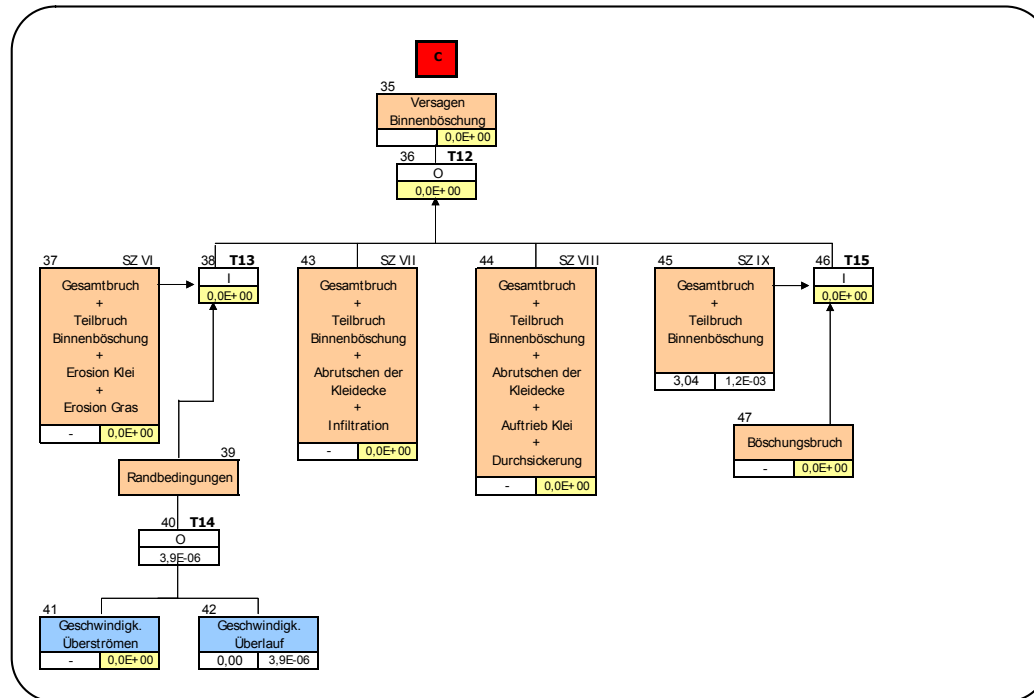 C
35
Versagen
Binnenböschung
0,0E+00
36 T12
O
0,0E+00
37 SZ VI
Gesamtbruch
+
Teilbruch
Binnenböschung
+
Erosion Klei
+
Erosion Gras
- 0,0E+00
38 T13
I
0,0E+00
43 SZ VII
Gesamtbruch
+
Teilbruch
Binnenböschung
+
Abrutschen der
Kleidecke
+
Infiltration
- 0,0E+00
44 SZ VIII
Gesamtbruch
+
Teilbruch
Binnenböschung
+
Abrutschen der
Kleidecke
+
Auftrieb Klei
+
Durchsickerung
- 0,0E+00
45 SZ IX
Gesamtbruch
+
Teilbruch
Binnenböschung
3,04 1,2E-03
46 T15
I
0,0E+00
47
Böschungsbruch
- 0,0E+00
39
Randbedingungen
40 T14
O
3,9E-06
41
Geschwindigk.
Überströmen
- 0,0E+00
42
Geschwindigk.
Überlauf
0,00 3,9E-06